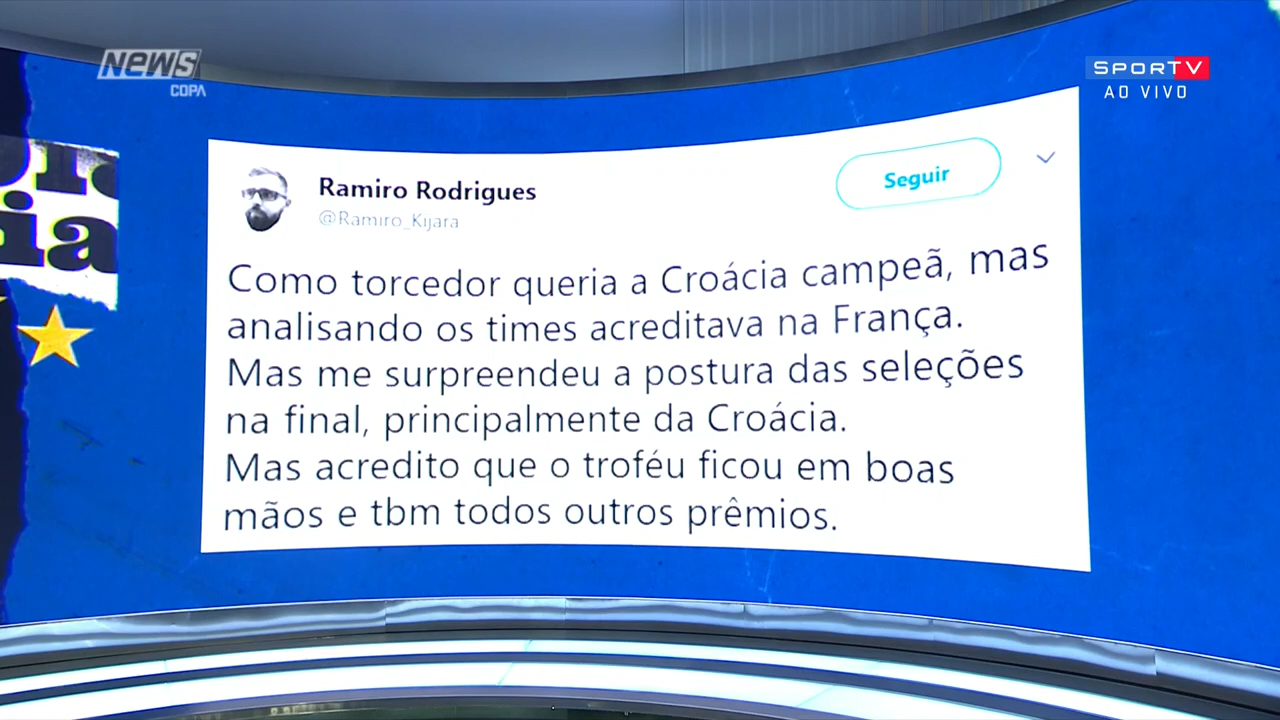 NEWS
COPA
SPORTV
AO VIVO
ia
Ramiro Rodrigues
@Ramiro_Kijara
Seguir
Como torcedor queria a Croácia campeã, mas
analisando os times acreditava na França.
Mas me surpreendeu a postura das seleções
na final, principalmente da Croácia.
Mas acredito que o troféu ficou em boas
mãos e tbm todos outros prêmios.